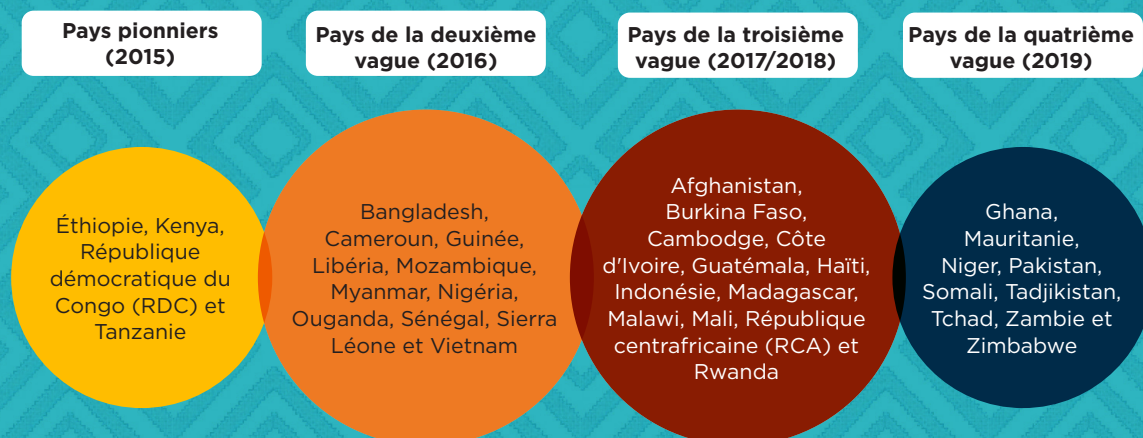 Pays pionniers
(2015)
Pays de la deuxième
vague (2016)
Pays de la troisième
vague (2017/2018)
Pays de la quatrième
vague (2019)
Éthiopie, Kenya,
République
démocratique du
Congo (RDC) et
Tanzanie
Bangladesh,
Cameroun, Guinée,
Libéria, Mozambique,
Myanmar, Nigéria,
Ouganda, Sénégal, Sierra
Léone et Vietnam
Afghanistan,
Burkina Faso,
Cambodge, Côte
d'Ivoire, Guatémala, Haïti,
Indonésie, Madagascar,
Malawi, Mali, République
centrafricaine (RCA) et
Rwanda
Ghana,
Mauritanie,
Niger, Pakistan,
Somali, Tadjikistan,
Tchad, Zambie et
Zimbabwe